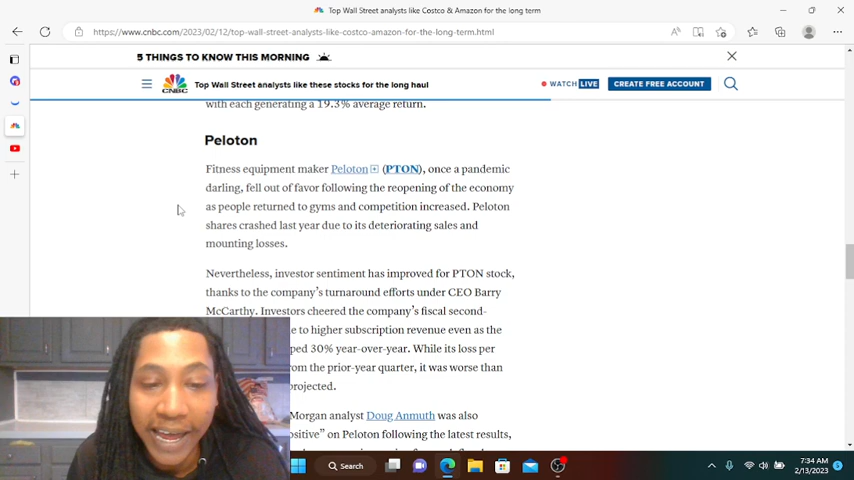 Top Wall Street analysts like Costco & Amazon for the long term
https://www.cnbc.com/2023/02/12/top-wall-street-analysts-like-costco-amazon-for-the-long-term.html
5 THINGS TO KNOW THIS MORNING
CNBC
Top Wall Street analysts like these stocks for the long haul
WATCH LIVE
CREATE FREE ACCOUNT
with each generating a 19.3% average return.
Peloton
Fitness equipment maker Peloton (PTON), once a pandemic
darling, fell out of favor following the reopening of the economy
as people returned to gyms and competition increased. Peloton
shares crashed last year due to its deteriorating sales and
mounting losses.
Nevertheless, investor sentiment has improved for PTON stock,
thanks to the company's turnaround efforts under CEO Barry
McCarthy. Investors cheered the company's fiscal second-
e to higher subscription revenue even as the
ped 30% year-over-year. While its loss per
om the prior-year quarter, it was worse than
projected.
Morgan analyst Doug Anmuth was also
ositive" on Peloton following the latest results,
Search
7:34 AM
2/13/2023